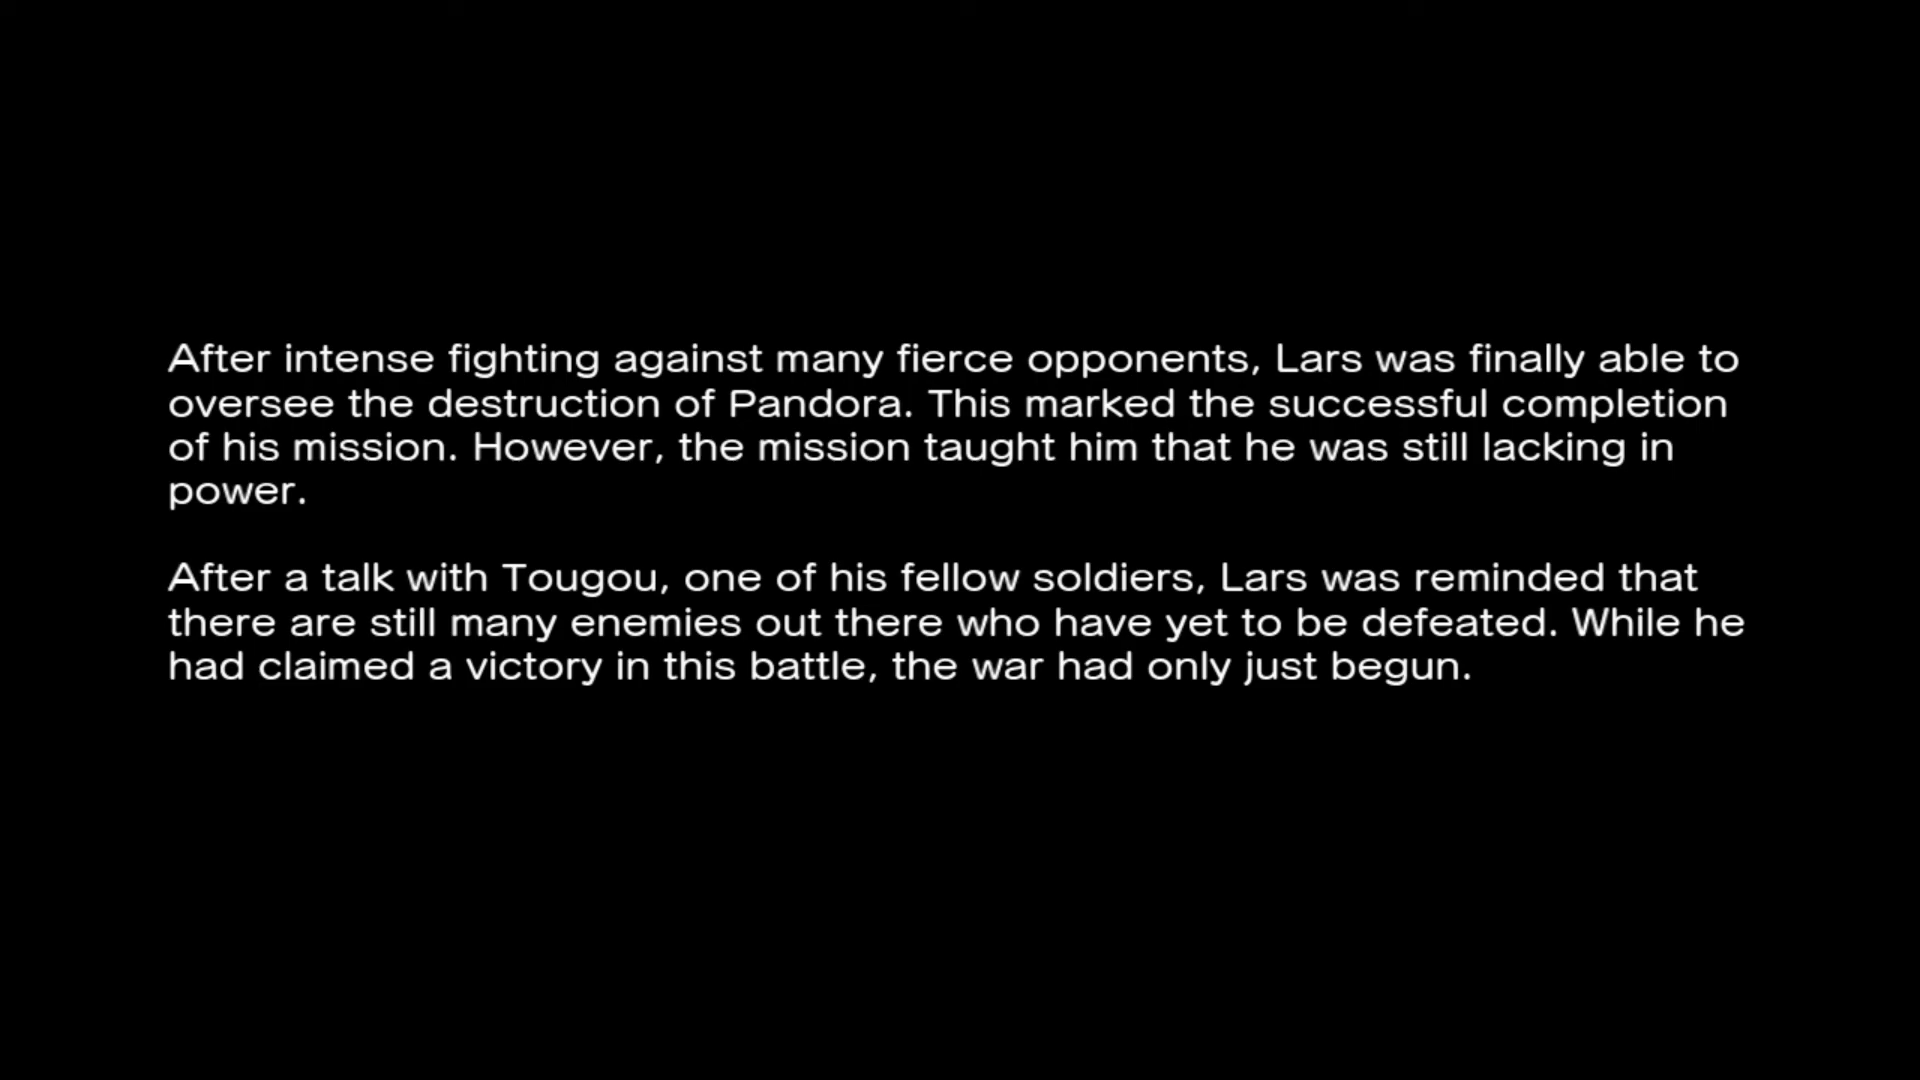 After intense fighting against many fierce opponents, Lars was finally able to
oversee the destruction of Pandora. This marked the successful completion
of his mission. However, the mission taught him that he was still lacking in
power.
After a talk with Tougou, one of his fellow soldiers, Lars was reminded that
there are still many enemies out there who have yet to be defeated. While he
had claimed a victory in this battle, the war had only just begun.